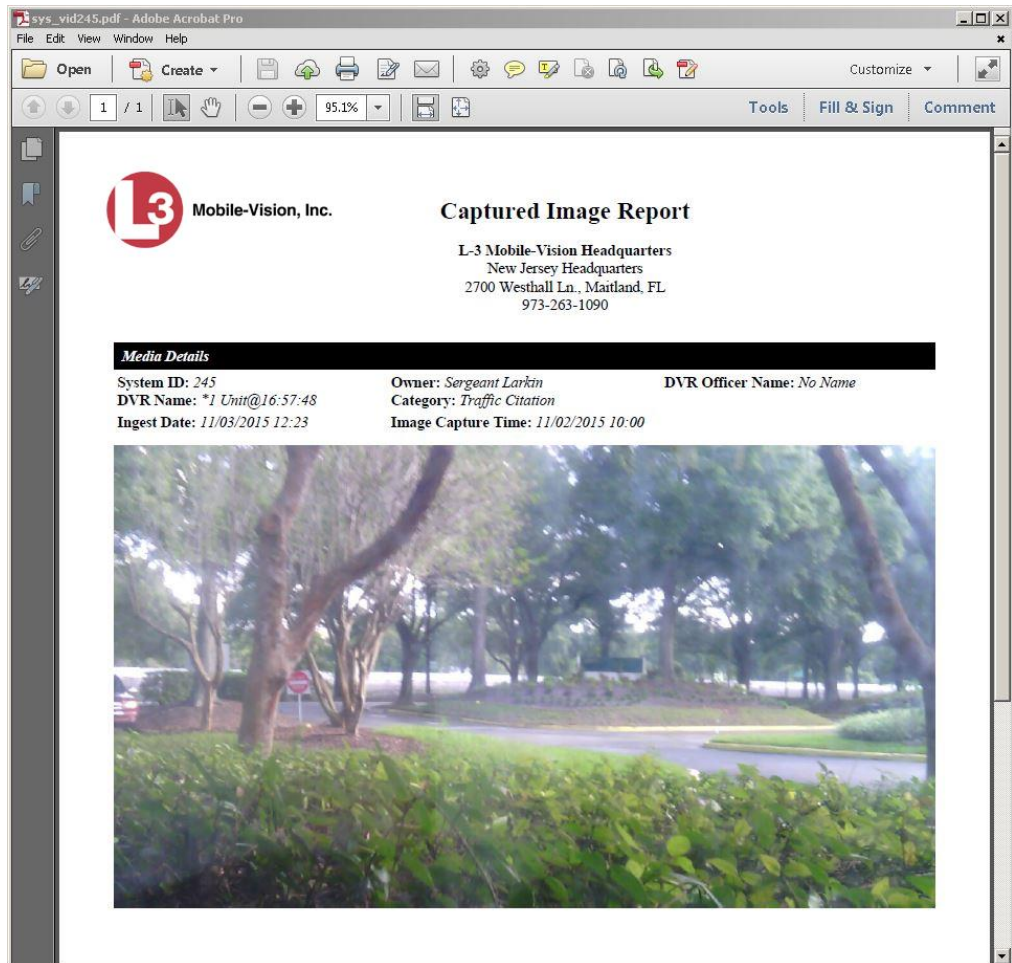 sys_vid245.pdf - Adobe Acrobat Pro
File Edit View Window Help
Open Create Customize
1 / 1 95.1% Tools Fill & Sign Comment
L3 Mobile-Vision, Inc.
Captured Image Report
L-3 Mobile-Vision Headquarters
New Jersey Headquarters
2700 Westhall Ln., Maitland, FL
973-263-1090
Media Details
System ID: 245 Owner: Sergeant Larkin DVR Officer Name: No Name
DVR Name: *1 Unit@16:57:48 Category: Traffic Citation
Ingest Date: 11/03/2015 12:23 Image Capture Time: 11/02/2015 10:00